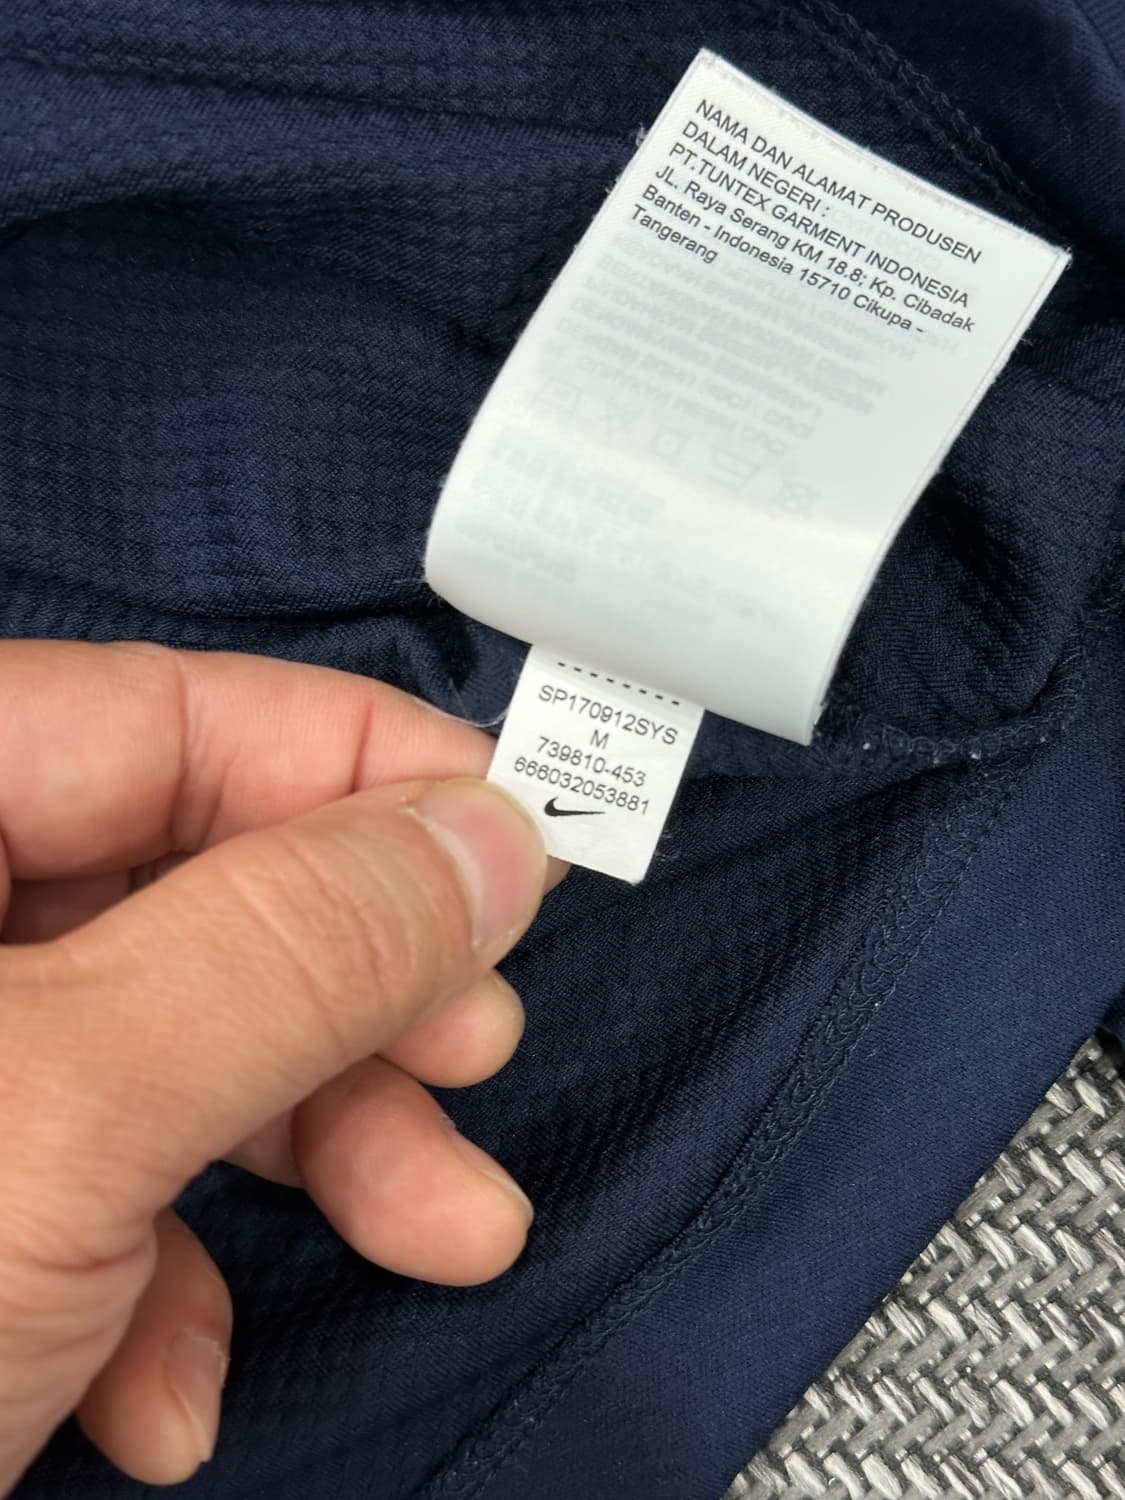 NAMA DAN ALAMAT PRODUSEN
DALAM NEGERI :
PT.TUNTEX GARMENT INDONESIA
JL. Raya Serang KM 18.8; Kp. Cibadak
Banten - Indonesia 15710 Cikupa -
Tangerang
SP170912SYS
M
739810-453
666032053881